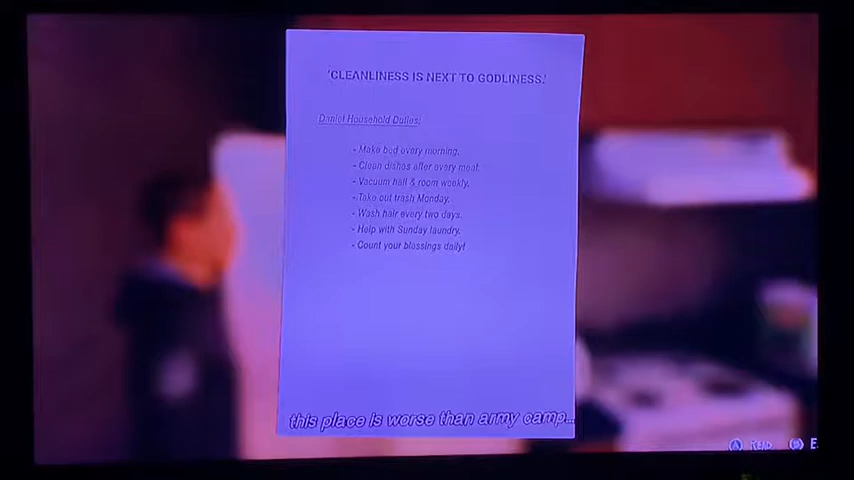 'CLEANLINESS IS NEXT TO GODLINESS.'
Daniel Household Duties:
- Make bed every morning.
- Clean dishes after every meal.
- Vacuum hall & room weekly.
- Take out trash Monday.
- Wash hair every two days.
- Help with Sunday laundry.
- Count your blessings daily!
this place is worse than army camp...